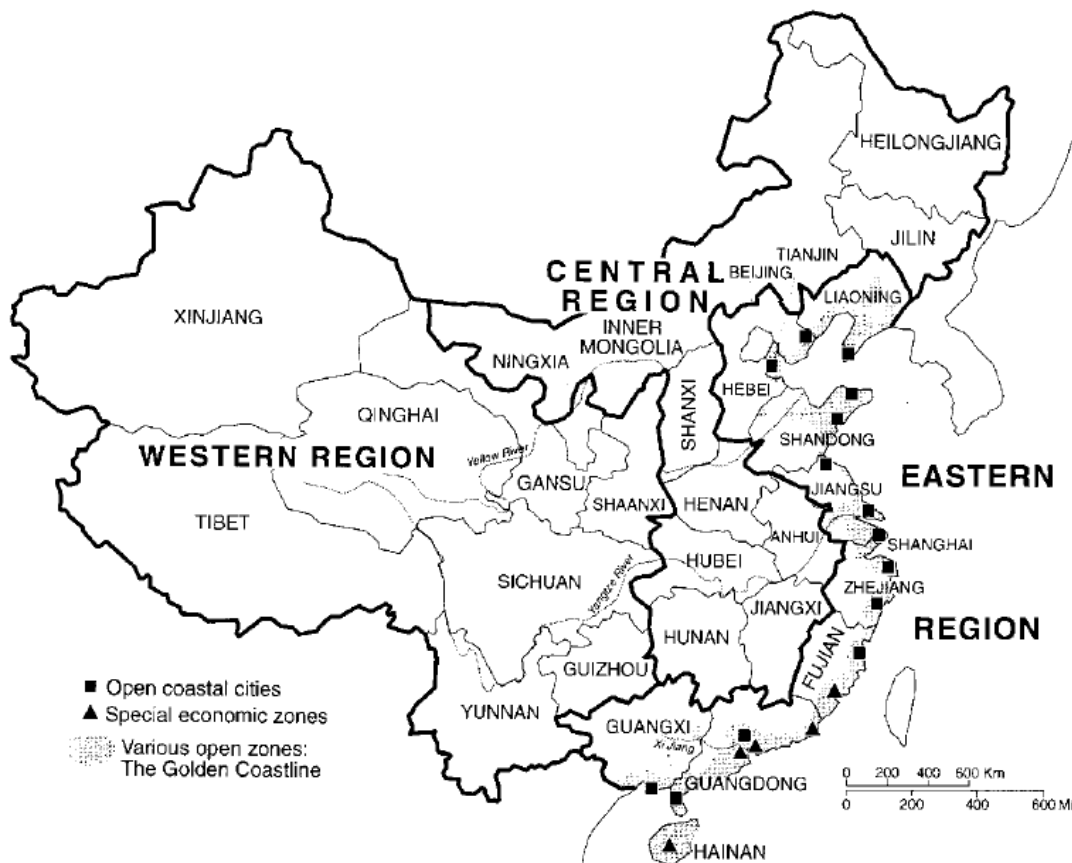 HEILONGJIANG
JILIN
TIANJIN
BEIJING
LIAONING
CENTRAL
REGION
XINJIANG
INNER
MONGOLIA
NINGXIA
HEBEI
SHANXI
QINGHAI
SHANDONG
WESTERN REGION
Yellow River
EASTERN
GANSU
JIANGSU
SHAANXI
HENAN
TIBET
ANHUI
SHANGHAI
HUBEI
SICHUAN
Yangtze River
ZHEJIANG
JIANGXI
REGION
HUNAN
FUJIAN
GUIZHOU
Open coastal cities
YUNNAN
Special economic zones
GUANGXI
Xi Jiang
Various open zones:
The Golden Coastline
GUANGDONG
0 200 400 600 Km
0 200 400 600 Mi
HAINAN